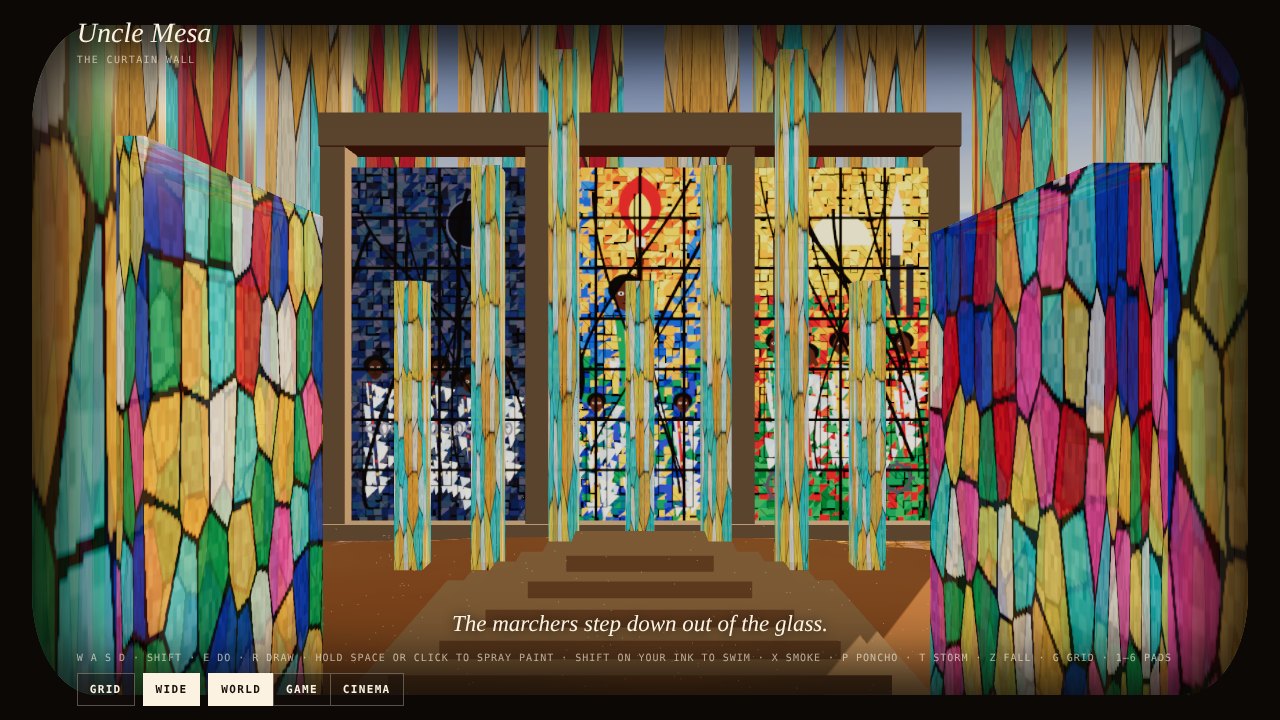 Uncle Mesa
THE CURTAIN WALL
The marchers step down out of the glass.
W A S D · SHIFT · E DO · R DRAW · HOLD SPACE OR CLICK TO SPRAY PAINT · SHIFT ON YOUR INK TO SWIM · X SMOKE · P PONCHO · T STORM · Z FALL · G GRID · 1—6 PADS
GRID WIDE WORLD GAME CINEMA